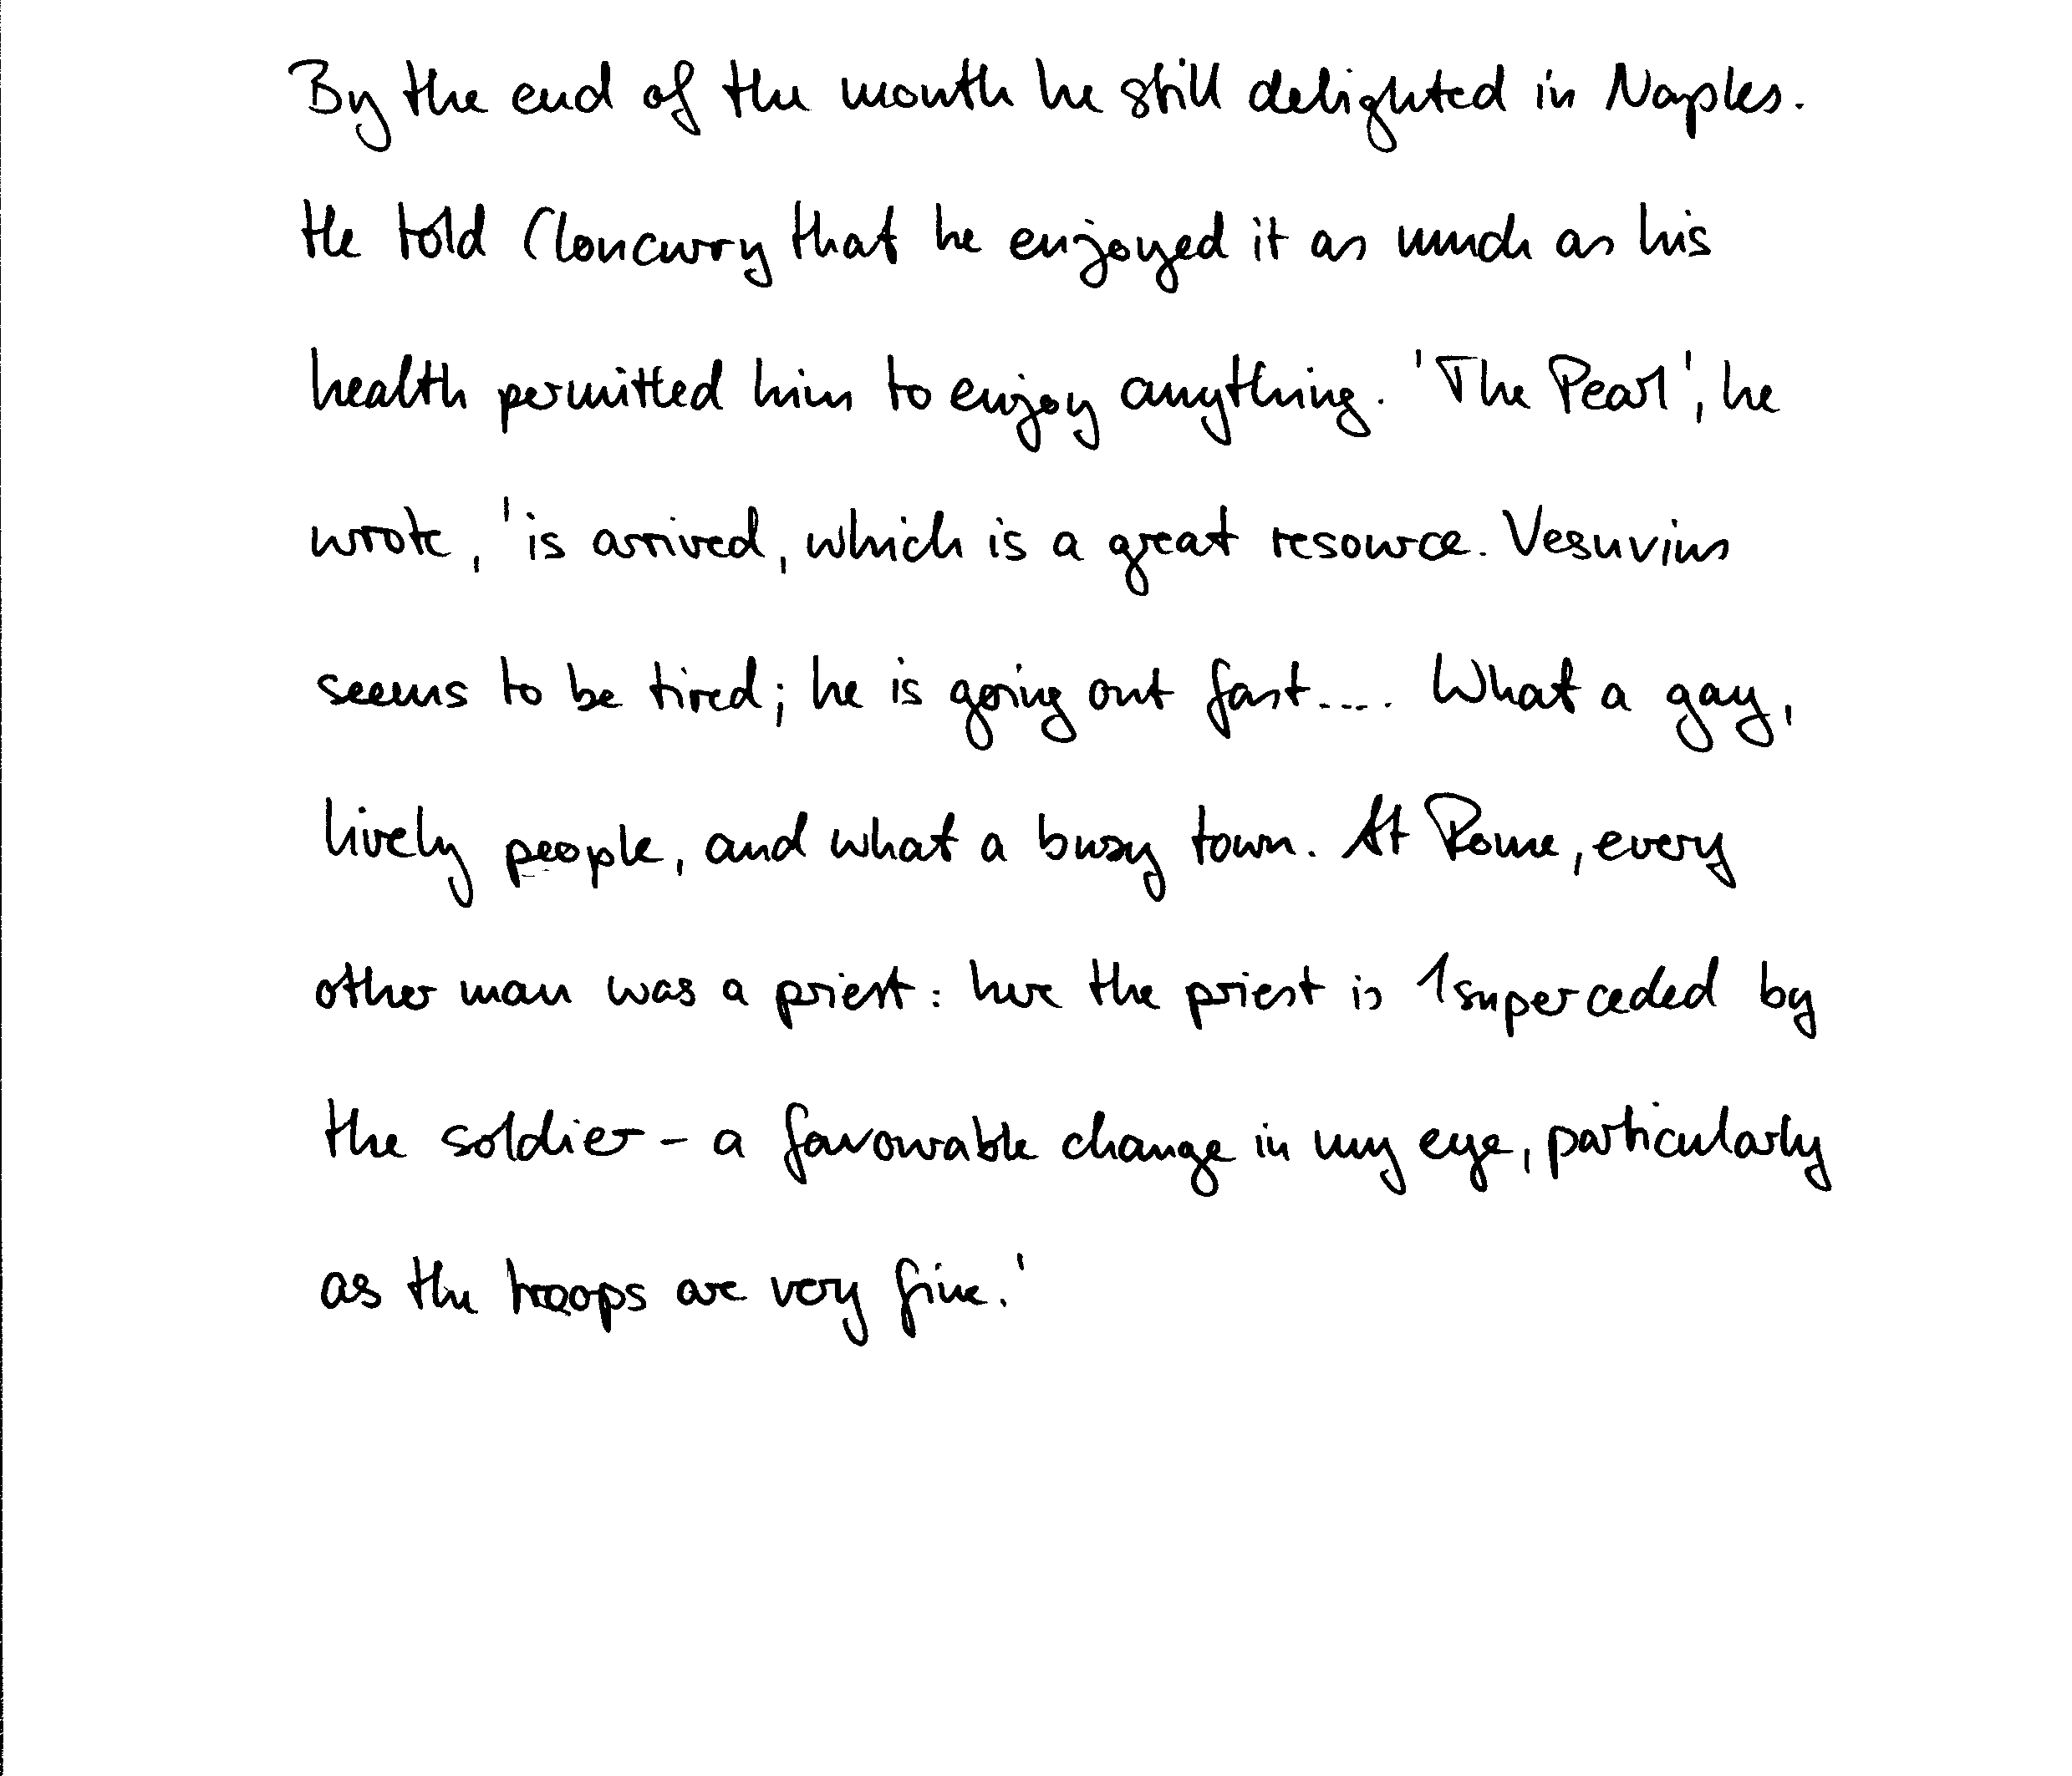 By the end of the month he still delighted in Naples.
He told Cloncurry that he enjoyed it as much as his
health permitted him to enjoy anything. 'The Pearl', he
wrote, 'is arrived, which is a great resource. Vesuvius
seems to be tired; he is going out fast.... What a gay,
lively people, and what a busy town. At Rome, every
other man was a priest: here the priest is 1superceded by
the soldier - a favourable change in my eye, particularly
as the troops are very fine.'